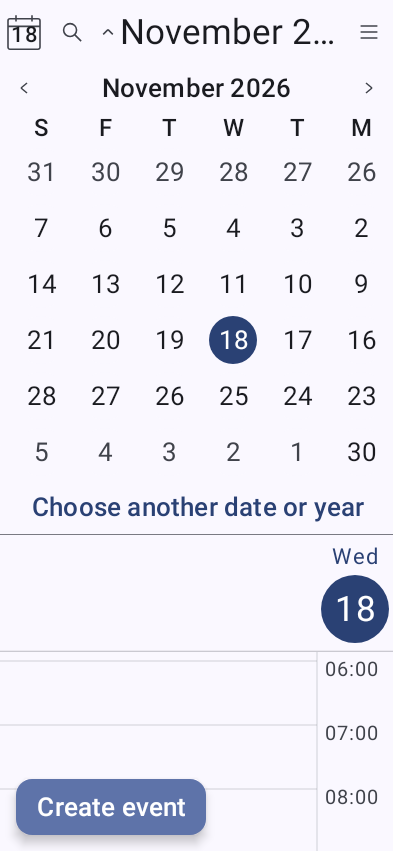 18 November 2...
November 2026
S F T W T M
31 30 29 28 27 26
7 6 5 4 3 2
14 13 12 11 10 9
21 20 19 18 17 16
28 27 26 25 24 23
5 4 3 2 1 30
Choose another date or year
Wed
18
06:00
07:00
08:00
Create event